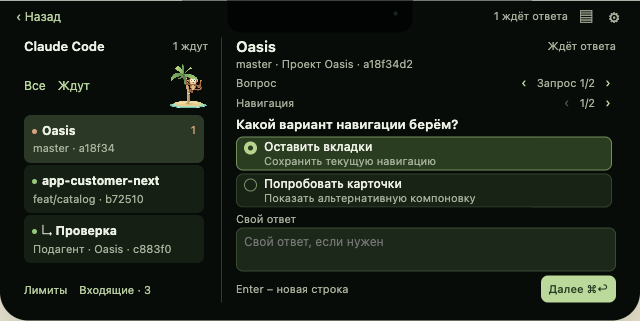 ‹ Назад
1 ждёт ответа
Claude Code
1 ждут
Все Ждут
Oasis 1
master · a18f34
app-customer-next
feat/catalog · b72510
Проверка
Подагент · Oasis · c883f0
Лимиты Входящие · 3
Oasis
Ждёт ответа
master · Проект Oasis · a18f34d2
Вопрос
‹ Запрос 1/2 ›
Навигация
‹ 1/2 ›
Какой вариант навигации берём?
Оставить вкладки
Сохранить текущую навигацию
Попробовать карточки
Показать альтернативную компоновку
Свой ответ
Свой ответ, если нужен
Enter – новая строка
Далее ⌘↩